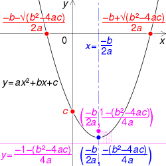 -b-√(b²-4ac)
2a
-b+√(b²-4ac)
2a
0
x
x= -b
2a
y=ax²+bx+c
c
(-b, 1-(b²-4ac))
2a 4a
y= -1-(b²-4ac)
4a
(-b, -(b²-4ac))
2a 4a